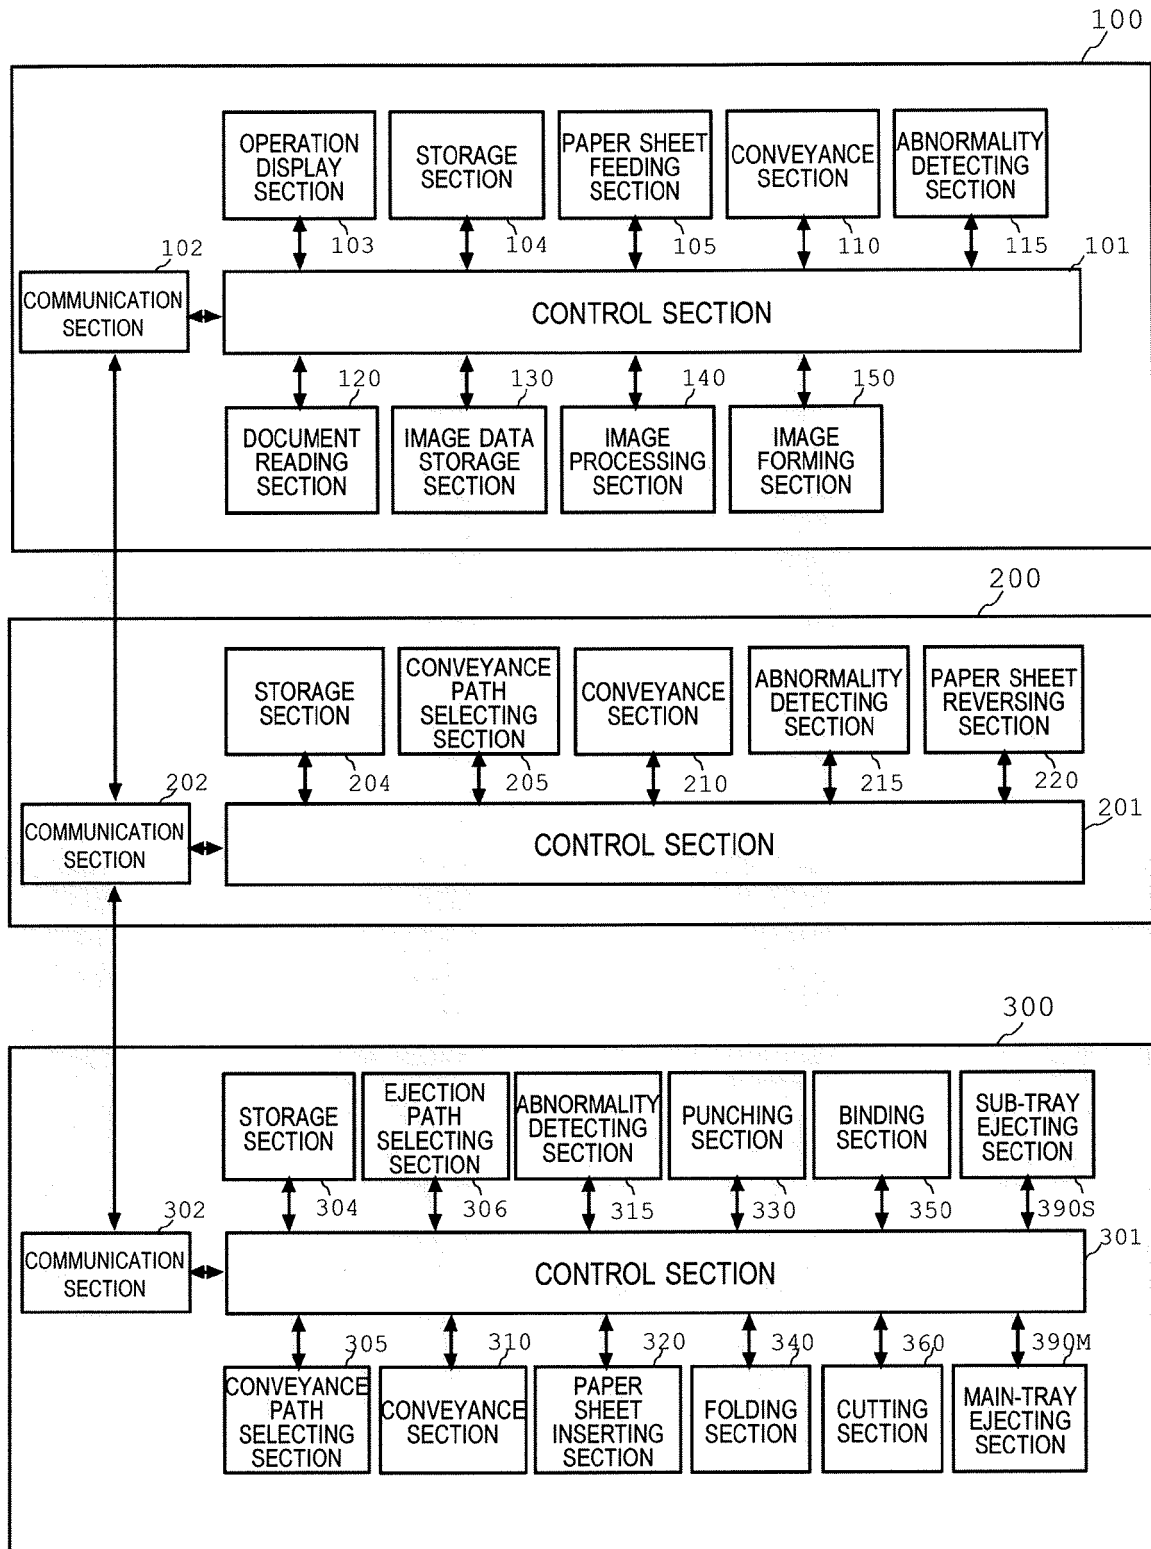 100
OPERATION
DISPLAY
SECTION
103
STORAGE
SECTION
104
PAPER SHEET
FEEDING
SECTION
105
CONVEYANCE
SECTION
110
ABNORMALITY
DETECTING
SECTION
115
102
COMMUNICATION
SECTION
101
CONTROL SECTION
120
DOCUMENT
READING
SECTION
130
IMAGE DATA
STORAGE
SECTION
140
IMAGE
PROCESSING
SECTION
150
IMAGE
FORMING
SECTION
200
STORAGE
SECTION
204
CONVEYANCE
PATH
SELECTING
SECTION
205
CONVEYANCE
SECTION
210
ABNORMALITY
DETECTING
SECTION
215
PAPER SHEET
REVERSING
SECTION
220
202
COMMUNICATION
SECTION
201
CONTROL SECTION
300
STORAGE
SECTION
304
EJECTION
PATH
SELECTING
SECTION
306
ABNORMALITY
DETECTING
SECTION
315
PUNCHING
SECTION
330
BINDING
SECTION
350
SUB-TRAY
EJECTING
SECTION
390S
302
COMMUNICATION
SECTION
301
CONTROL SECTION
305
CONVEYANCE
PATH
SELECTING
SECTION
310
CONVEYANCE
SECTION
320
PAPER
SHEET
INSERTING
SECTION
340
FOLDING
SECTION
360
CUTTING
SECTION
390M
MAIN-TRAY
EJECTING
SECTION